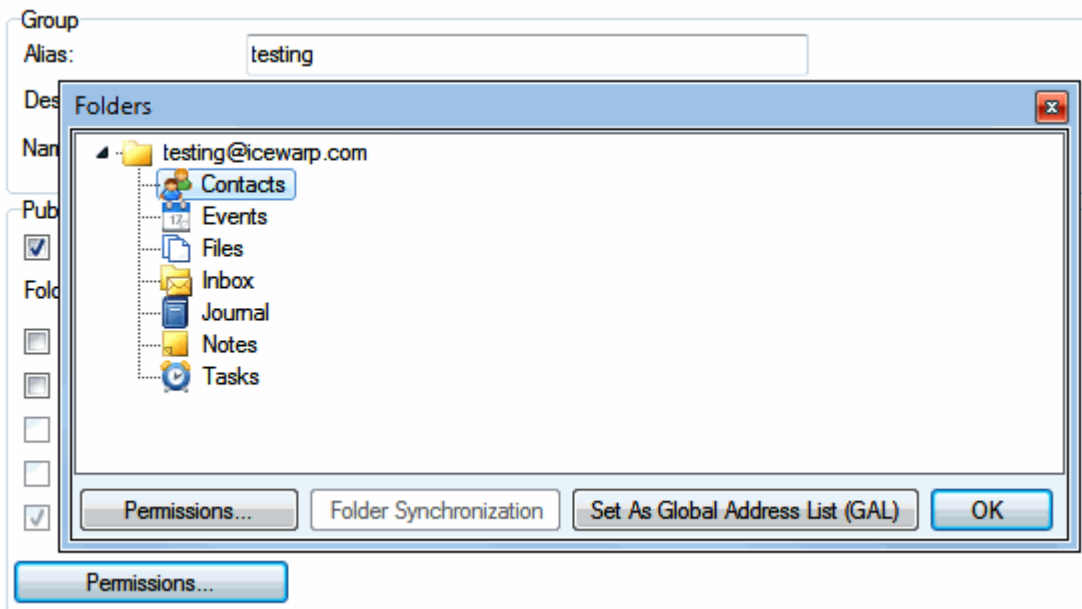 Group
Alias: testing
Des
Folders
Nam
testing@icewarp.com
Contacts
Pub
17
Events
Files
Fold
Inbox
Journal
Notes
Tasks
Permissions... Folder Synchronization Set As Global Address List (GAL) OK
Permissions...